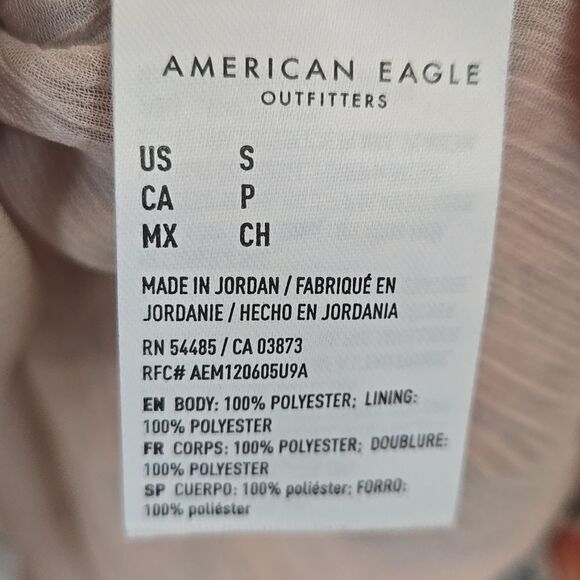 AMERICAN EAGLE
OUTFITTERS
US S
CA P
MX CH
MADE IN JORDAN / FABRIQUÉ EN
JORDANIE / HECHO EN JORDANIA
RN 54485 / CA 03873
RFC# AEM120605U9A
EN BODY: 100% POLYESTER; LINING:
100% POLYESTER
FR CORPS: 100% POLYESTER; DOUBLURE:
100% POLYESTER
SP CUERPO: 100% poliéster; FORRO:
100% poliéster